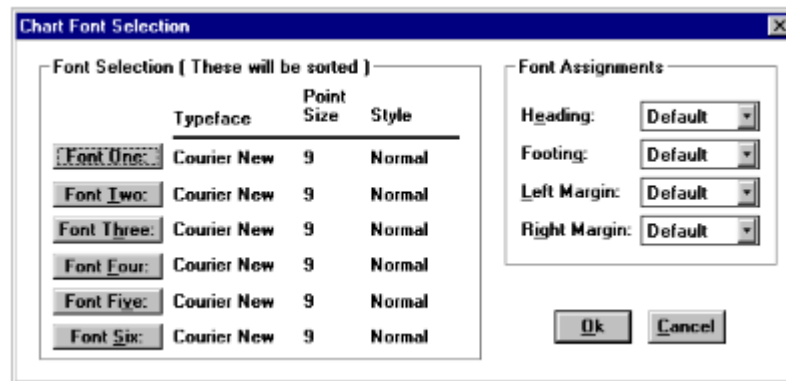 Chart Font Selection
Font Selection ( These will be sorted )
Typeface Point Size Style
Font One: Courier New 9 Normal
Font Two: Courier New 9 Normal
Font Three: Courier New 9 Normal
Font Four: Courier New 9 Normal
Font Five: Courier New 9 Normal
Font Six: Courier New 9 Normal
Font Assignments
Heading: Default
Footing: Default
Left Margin: Default
Right Margin: Default
Ok Cancel